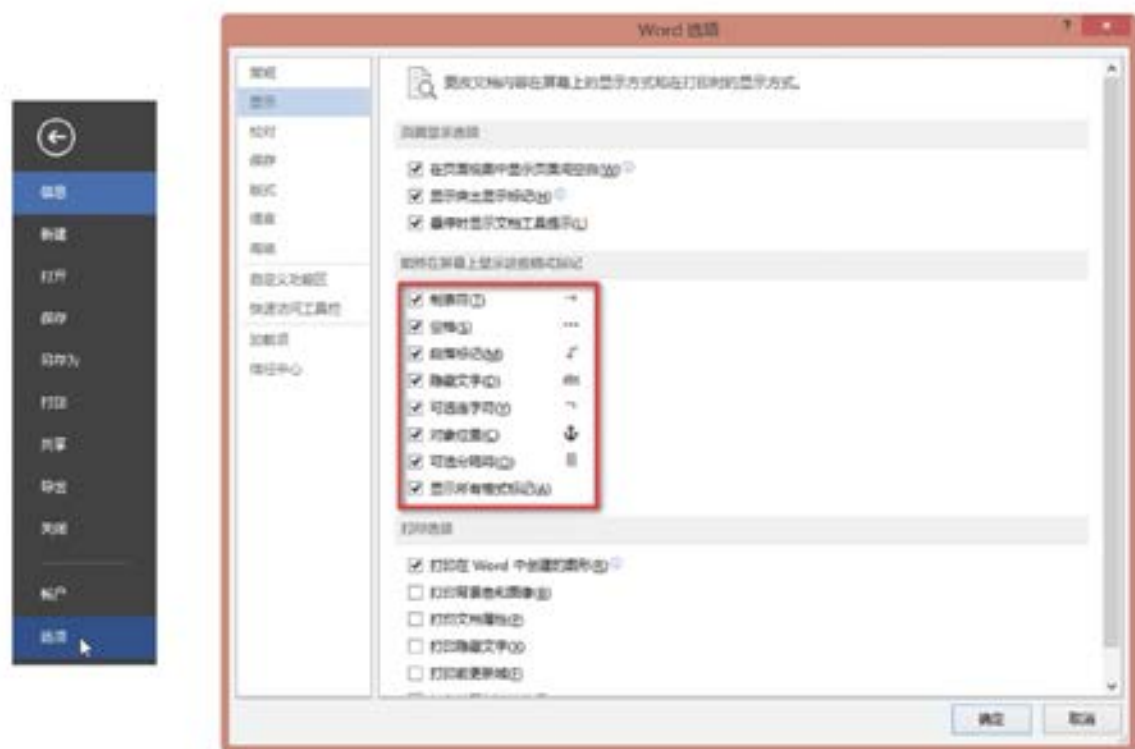 信息
新建
打开
保存
另存为
打印
共享
导出
关闭
帐户
选项
Word 选项
常规
显示
校对
保存
版式
语言
高级
自定义功能区
快速访问工具栏
加载项
信任中心
更改文档内容在屏幕上的显示方式和在打印时的显示方式。
页面显示选项
在页面视图中显示页面间空白(W)
显示突出显示标记(H)
悬停时显示文档工具提示(L)
始终在屏幕上显示这些格式标记
制表符(T)
空格(S)
段落标记(M)
隐藏文字(D) abc
可选连字符(Y)
对象位置(C)
可选分隔符(O)
显示所有格式标记(A)
打印选项
打印在 Word 中创建的图形(R)
打印背景色和图像(B)
打印文档属性(P)
打印隐藏文字(X)
打印前更新域(F)
确定
取消